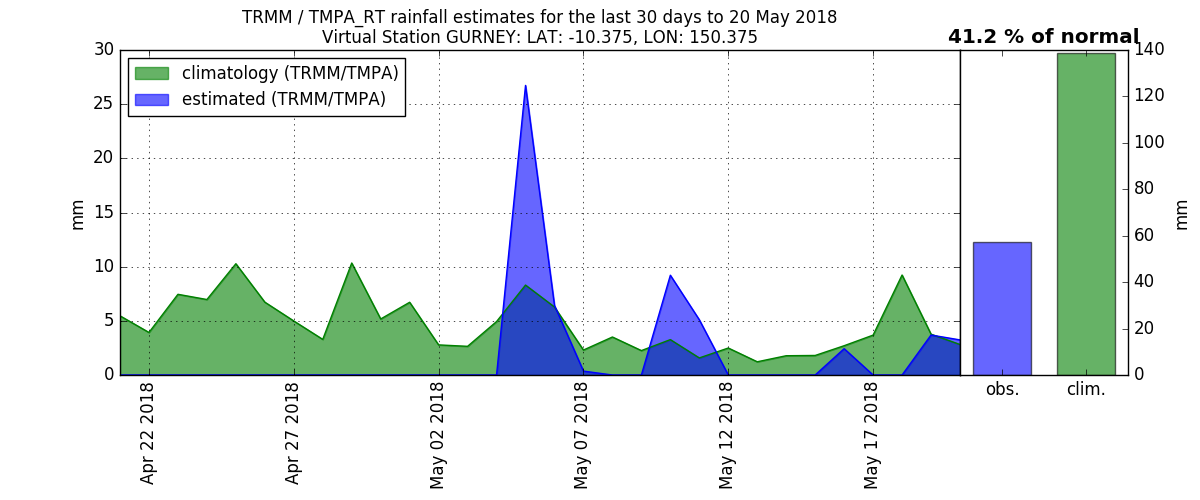 TRMM / TMPA_RT rainfall estimates for the last 30 days to 20 May 2018
Virtual Station GURNEY: LAT: -10.375, LON: 150.375
41.2 % of normal
climatology (TRMM/TMPA)
estimated (TRMM/TMPA)
30
25
20
15
10
5
0
mm
140
120
100
80
60
40
20
0
mm
Apr 22 2018
Apr 27 2018
May 02 2018
May 07 2018
May 12 2018
May 17 2018
obs.
clim.